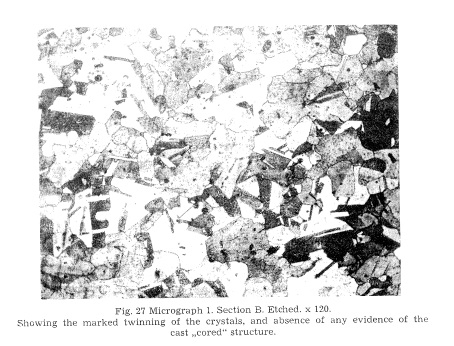 Fig. 27 Micrograph 1. Section B. Etched. x 120.
Showing the marked twinning of the crystals, and absence of any evidence of the
cast „cored" structure.